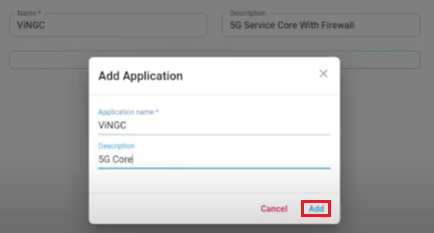 Name *
Description
ViNGC
5G Service Core With Firewall
Add Application
Application name *
ViNGC
Description
5G Core
Cancel
Add